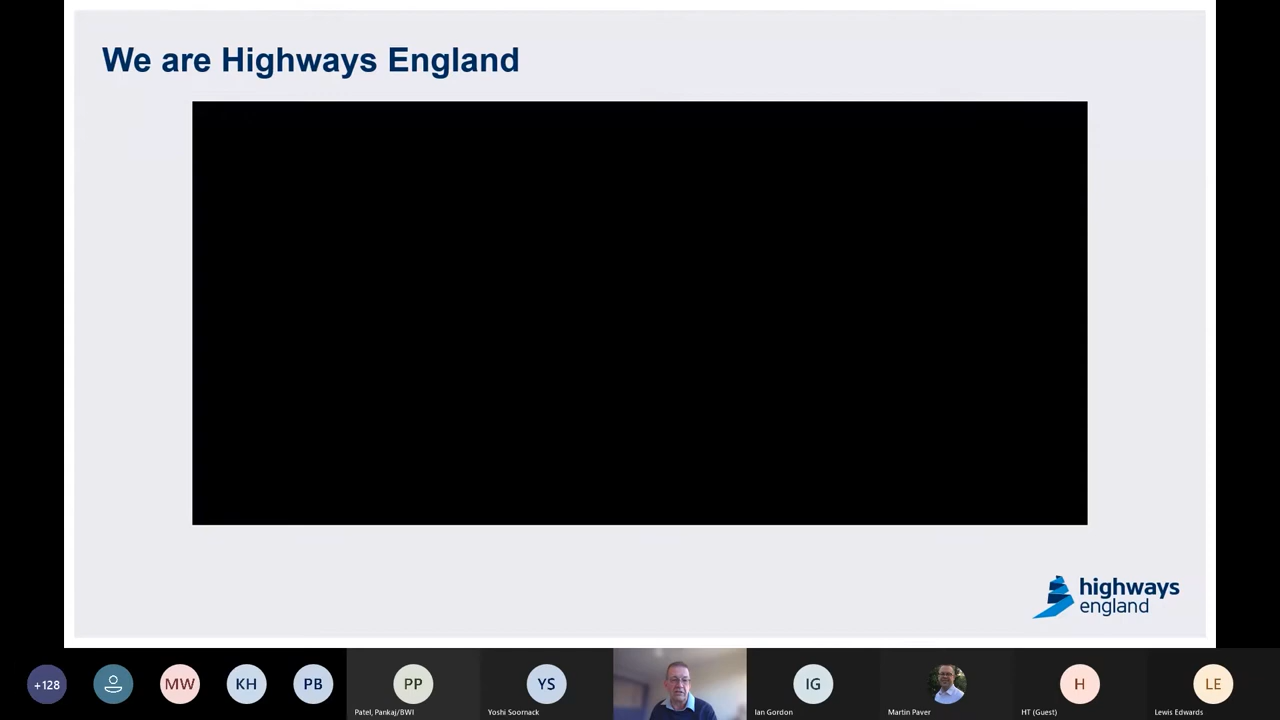 We are Highways England
highways
england
+128
MW
KH
PB
PP
Patel, Pankaj/BWI
YS
Yoshi Soornack
IG
Ian Gordon
Martin Paver
H
HT (Guest)
LE
Lewis Edwards